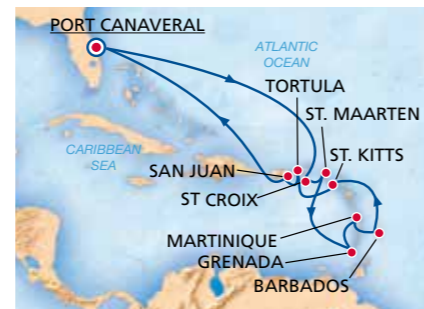 PORT CANAVERAL
ATLANTIC
OCEAN
TORTULA
ST. MAARTEN
CARIBBEAN
SEA
ST. KITTS
SAN JUAN
ST CROIX
MARTINIQUE
GRENADA
BARBADOS